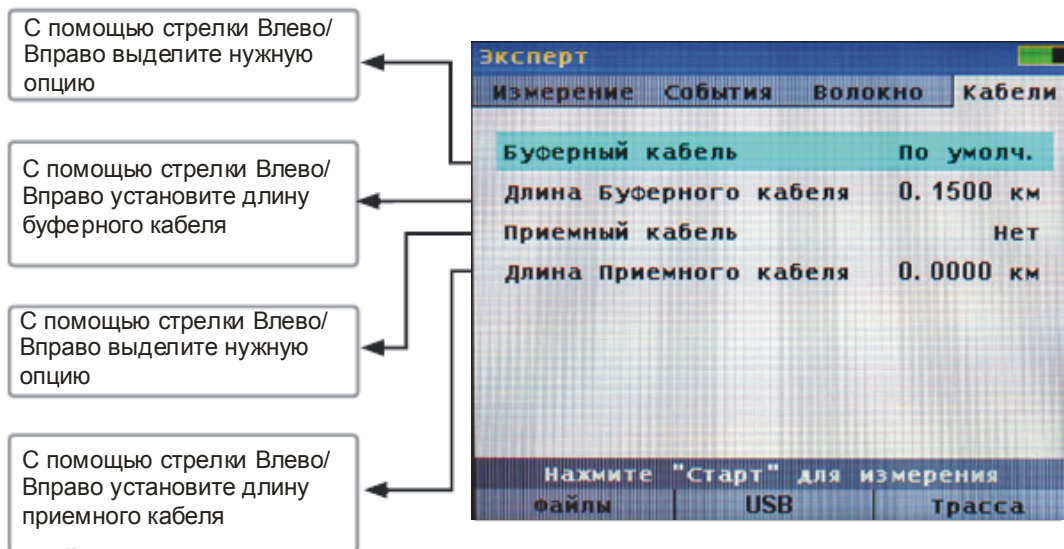 С помощью стрелки Влево/
Вправо выделите нужную
опцию
С помощью стрелки Влево/
Вправо установите длину
буферного кабеля
С помощью стрелки Влево/
Вправо выделите нужную
опцию
С помощью стрелки Влево/
Вправо установите длину
приемного кабеля
Эксперт
Измерение События Волокно Кабели
Буферный кабель По умолч.
Длина Буферного кабеля 0.1500 км
Приемный кабель Нет
Длина Приемного кабеля 0.0000 км
Нажмите "Старт" для измерения
Файлы USB Трасса